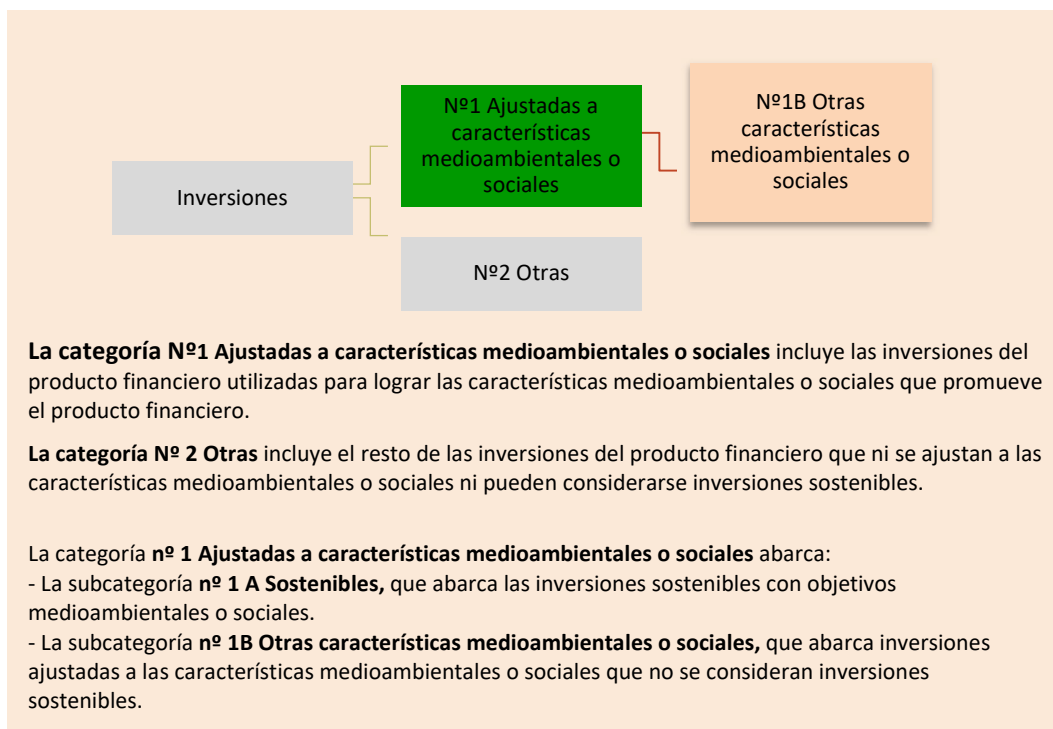 Nº1 Ajustadas a
características
medioambientales o
sociales
Nº1B Otras
características
medioambientales o
sociales
Inversiones
Nº2 Otras
La categoría Nº1 Ajustadas a características medioambientales o sociales incluye las inversiones del
producto financiero utilizadas para lograr las características medioambientales o sociales que promueve
el producto financiero.
La categoría Nº 2 Otras incluye el resto de las inversiones del producto financiero que ni se ajustan a las
características medioambientales o sociales ni pueden considerarse inversiones sostenibles.
La categoría nº 1 Ajustadas a características medioambientales o sociales abarca:
- La subcategoría nº 1 A Sostenibles, que abarca las inversiones sostenibles con objetivos
medioambientales o sociales.
- La subcategoría nº 1B Otras características medioambientales o sociales, que abarca inversiones
ajustadas a las características medioambientales o sociales que no se consideran inversiones
sostenibles.